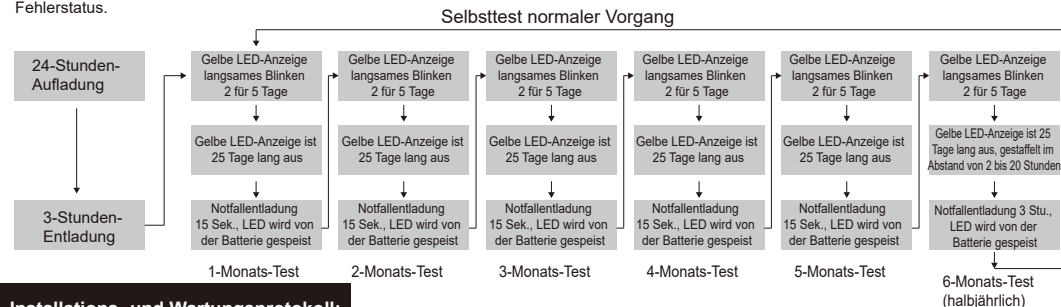 Fehlerstatus.
Selbsttest normaler Vorgang
24-Stunden-
Aufladung
3-Stunden-
Entladung
Gelbe LED-Anzeige
langsames Blinken
2 für 5 Tage
Gelbe LED-Anzeige ist
25 Tage lang aus
Notfallentladung
15 Sek., LED wird von
der Batterie gespeist
1-Monats-Test
Gelbe LED-Anzeige
langsames Blinken
2 für 5 Tage
Gelbe LED-Anzeige ist
25 Tage lang aus
Notfallentladung
15 Sek., LED wird von
der Batterie gespeist
2-Monats-Test
Gelbe LED-Anzeige
langsames Blinken
2 für 5 Tage
Gelbe LED-Anzeige ist
25 Tage lang aus
Notfallentladung
15 Sek., LED wird von
der Batterie gespeist
3-Monats-Test
Gelbe LED-Anzeige
langsames Blinken
2 für 5 Tage
Gelbe LED-Anzeige ist
25 Tage lang aus
Notfallentladung
15 Sek., LED wird von
der Batterie gespeist
4-Monats-Test
Gelbe LED-Anzeige
langsames Blinken
2 für 5 Tage
Gelbe LED-Anzeige ist
25 Tage lang aus
Notfallentladung
15 Sek., LED wird von
der Batterie gespeist
5-Monats-Test
Gelbe LED-Anzeige
langsames Blinken
2 für 5 Tage
Gelbe LED-Anzeige ist 25
Tage lang aus, gestaffelt im
Abstand von 2 bis 20 Stunden
Notfallentladung 3 Stu.,
LED wird von der
Batterie gespeist
6-Monats-Test
(halbjährlich)
Installations- und Wartungsprotokoll: